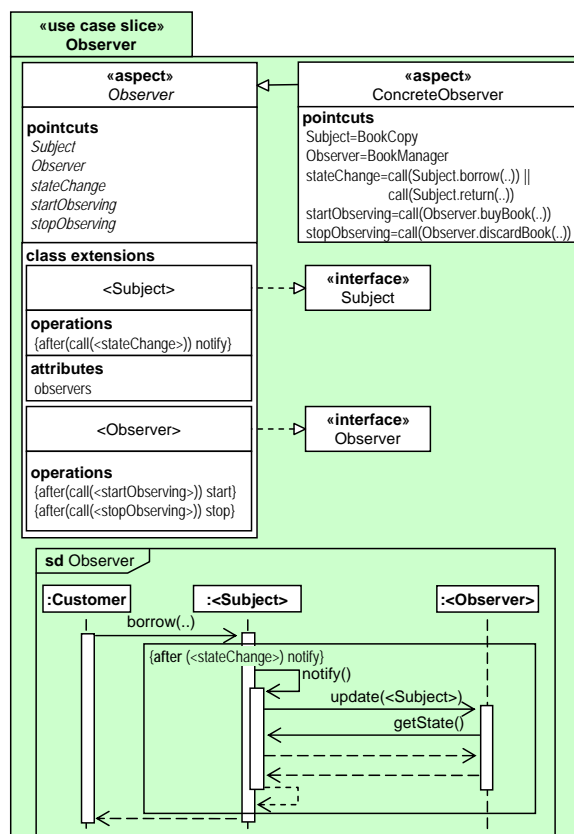 «use case slice»
Observer
«aspect»
Observer
pointcuts
Subject
Observer
stateChange
startObserving
stopObserving
«aspect»
ConcreteObserver
pointcuts
Subject=BookCopy
Observer=BookManager
stateChange=call(Subject.borrow(..)) ||
call(Subject.return(..))
startObserving=call(Observer.buyBook(..))
stopObserving=call(Observer.discardBook(..))
class extensions
<Subject>
«interface»
Subject
operations
{after(call(<stateChange>)) notify}
attributes
observers
<Observer>
«interface»
Observer
operations
{after(call(<startObserving>)) start}
{after(call(<stopObserving>)) stop}
sd Observer
:Customer
:<Subject>
:<Observer>
borrow(..)
{after (<stateChange>) notify}
notify()
update(<Subject>)
getState()